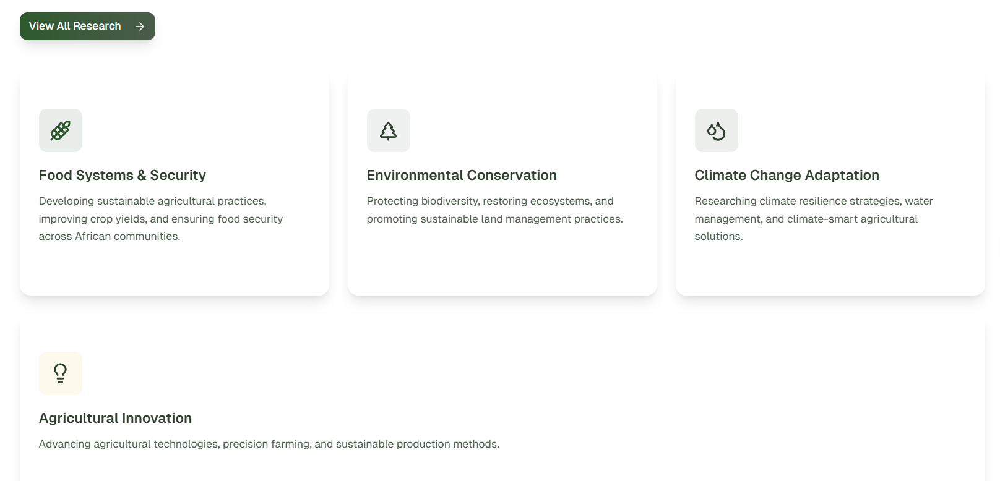 View All Research
Food Systems & Security
Developing sustainable agricultural practices,
improving crop yields, and ensuring food security
across African communities.
Environmental Conservation
Protecting biodiversity, restoring ecosystems, and
promoting sustainable land management practices.
Climate Change Adaptation
Researching climate resilience strategies, water
management, and climate-smart agricultural
solutions.
Agricultural Innovation
Advancing agricultural technologies, precision farming, and sustainable production methods.